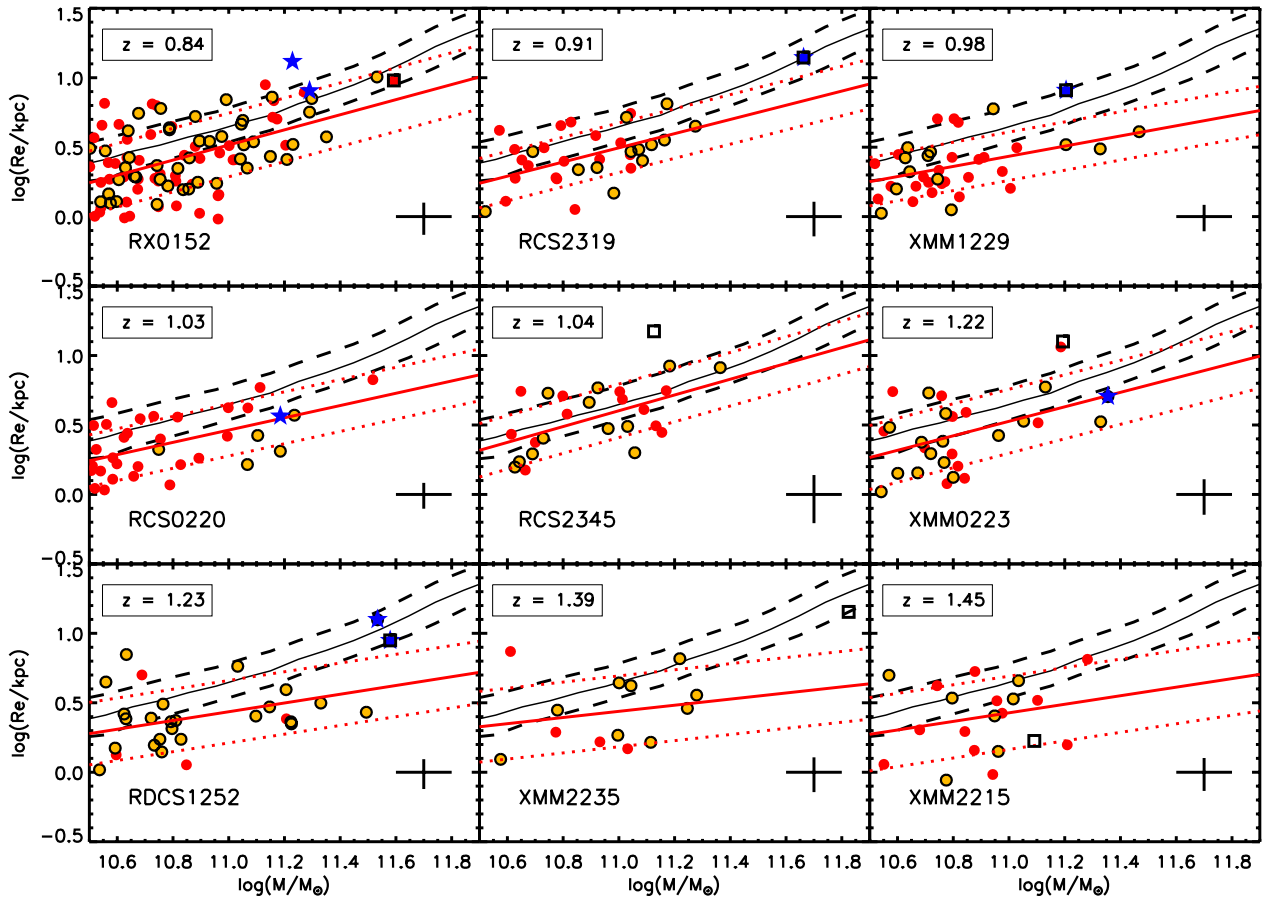 1.5
z = 0.84
z = 0.91
z = 0.98
1.0
log(Re/kpc)
0.5
0.0
RX0152
RCS2319
XMM1229
−0.5
1.5
z = 1.03
z = 1.04
z = 1.22
1.0
log(Re/kpc)
0.5
0.0
RCS0220
RCS2345
XMM0223
−0.5
1.5
z = 1.23
z = 1.39
z = 1.45
1.0
log(Re/kpc)
0.5
0.0
RDCS1252
XMM2235
XMM2215
−0.5
10.6 10.8 11.0 11.2 11.4 11.6 11.8
10.6 10.8 11.0 11.2 11.4 11.6 11.8
10.6 10.8 11.0 11.2 11.4 11.6 11.8
log(M/M⊙)
log(M/M⊙)
log(M/M⊙)